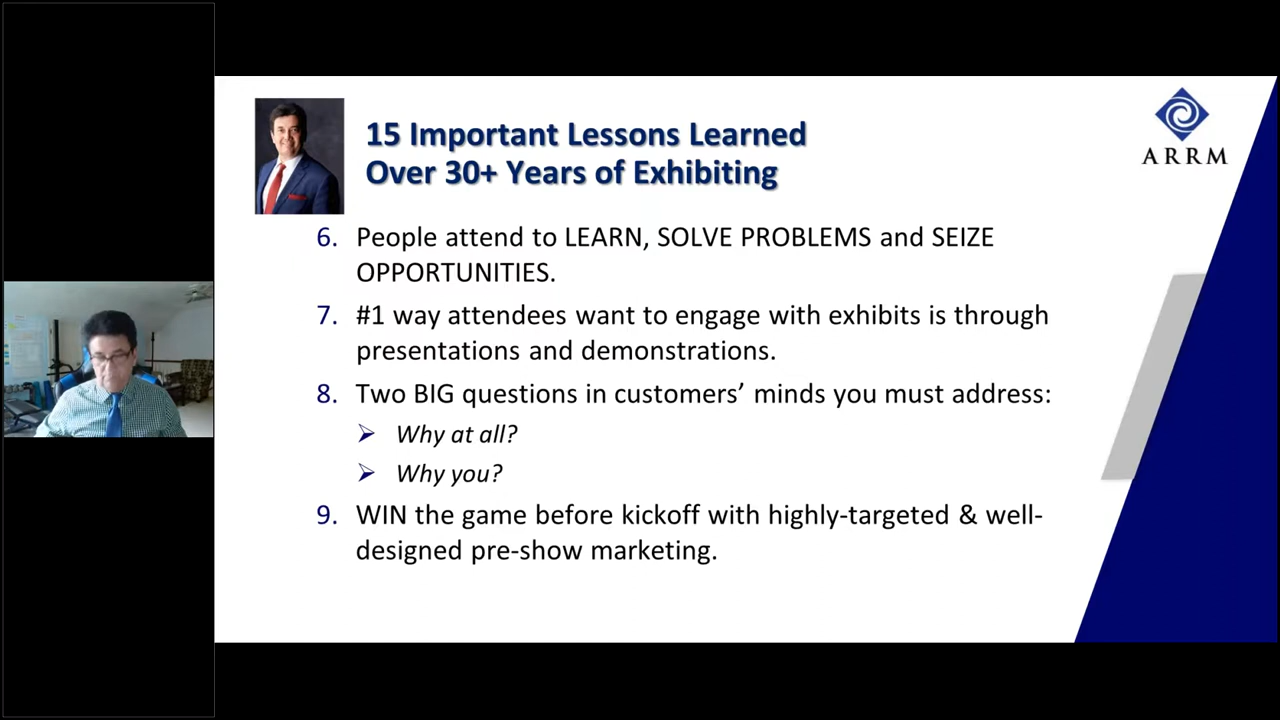 15 Important Lessons Learned
Over 30+ Years of Exhibiting
ARRM
6. People attend to LEARN, SOLVE PROBLEMS and SEIZE
OPPORTUNITIES.
7. #1 way attendees want to engage with exhibits is through
presentations and demonstrations.
8. Two BIG questions in customers’ minds you must address:
Why at all?
Why you?
9. WIN the game before kickoff with highly-targeted & well-
designed pre-show marketing.